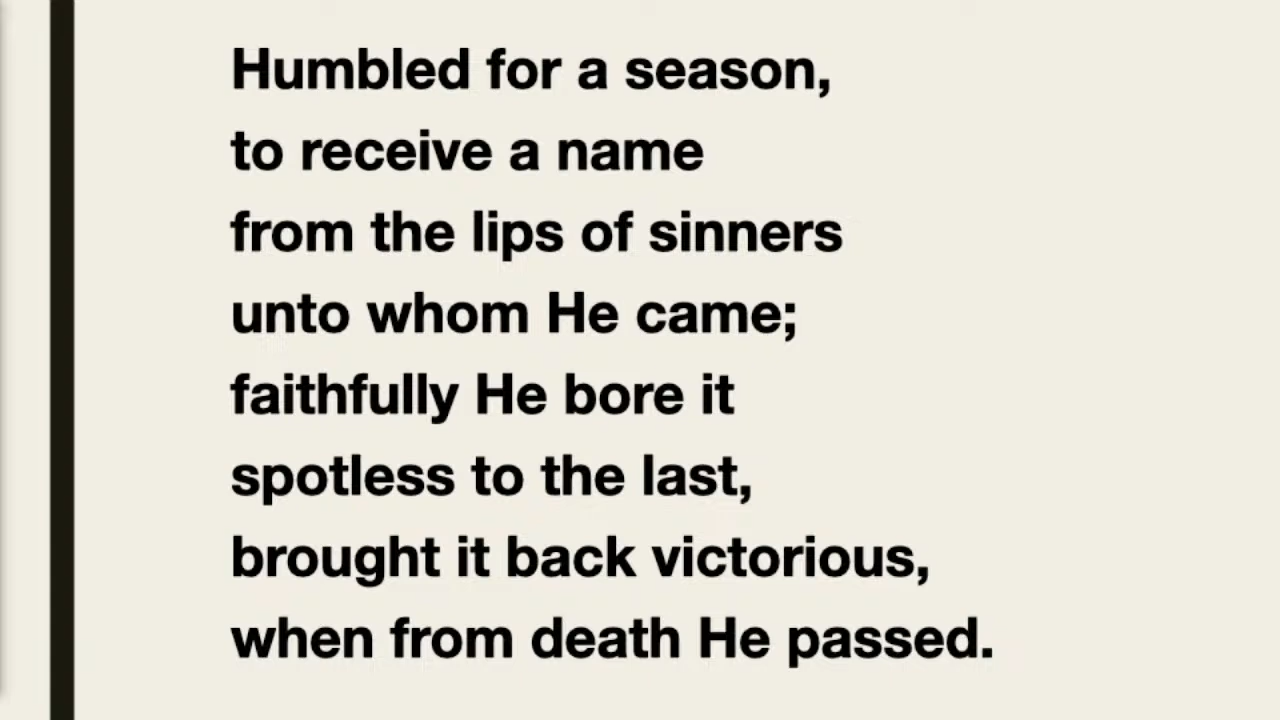 Humbled for a season,
to receive a name
from the lips of sinners
unto whom He came;
faithfully He bore it
spotless to the last,
brought it back victorious,
when from death He passed.